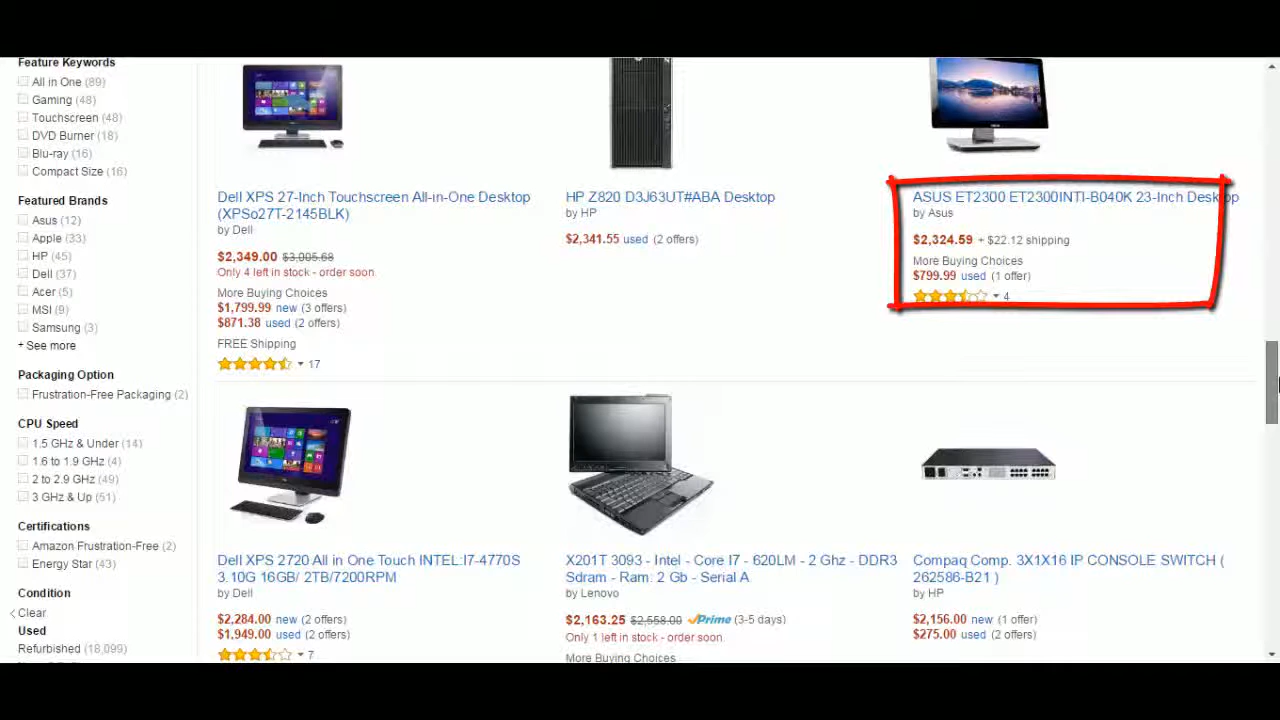 Feature Keywords
All in One (89)
Gaming (48)
Touchscreen (48)
DVD Burner (18)
Blu-ray (16)
Compact Size (16)
Featured Brands
Asus (12)
Apple (33)
HP (45)
Dell (37)
Acer (5)
MSI (9)
Samsung (3)
+ See more
Packaging Option
Frustration-Free Packaging (2)
CPU Speed
1.5 GHz & Under (14)
1.6 to 1.9 GHz (4)
2 to 2.9 GHz (49)
3 GHz & Up (51)
Certifications
Amazon Frustration-Free (2)
Energy Star (43)
Condition
Clear
Used
Refurbished (18,099)
Dell XPS 27-Inch Touchscreen All-in-One Desktop
(XPSo27T-2145BLK)
by Dell
$2,349.00 $3,005.68
Only 4 left in stock - order soon.
More Buying Choices
$1,799.99 new (3 offers)
$871.38 used (2 offers)
FREE Shipping
17
HP Z820 D3J63UT#ABA Desktop
by HP
$2,341.55 used (2 offers)
ASUS ET2300 ET2300INTI-B040K 23-Inch Desktop
by Asus
$2,324.59 + $22.12 shipping
More Buying Choices
$799.99 used (1 offer)
4
Dell XPS 2720 All in One Touch INTEL:I7-4770S
3.10G 16GB/ 2TB/7200RPM
by Dell
$2,284.00 new (2 offers)
$1,949.00 used (2 offers)
7
X201T 3093 - Intel - Core I7 - 620LM - 2 Ghz - DDR3
Sdram - Ram: 2 Gb - Serial A
by Lenovo
$2,163.25 $2,558.00 Prime (3-5 days)
Only 1 left in stock - order soon.
More Buying Choices
Compaq Comp. 3X1X16 IP CONSOLE SWITCH (
262586-B21 )
by HP
$2,156.00 new (1 offer)
$275.00 used (2 offers)